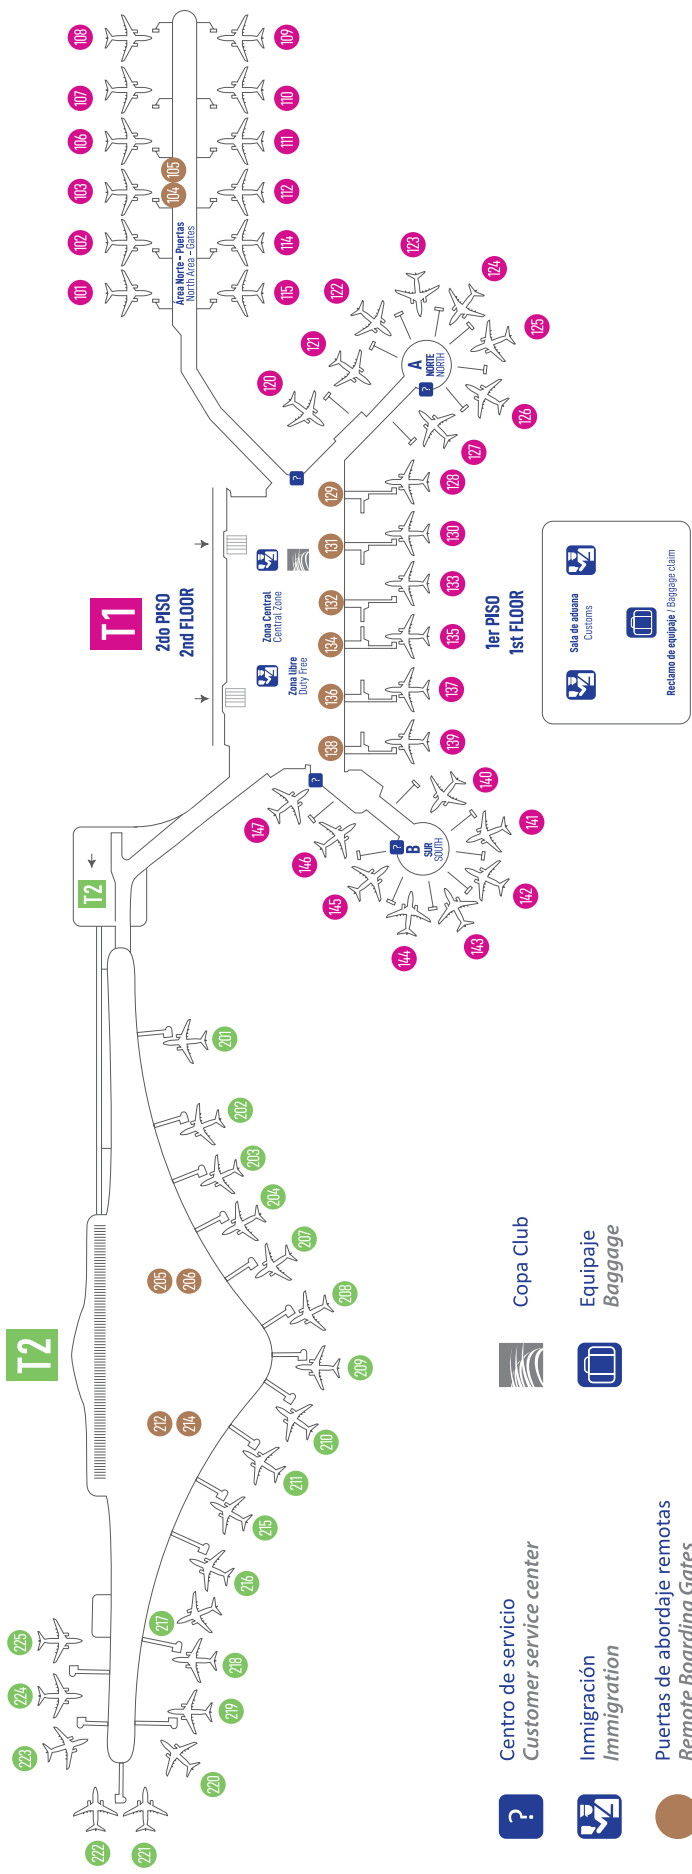 T2
T1
2do PISO
2nd FLOOR
T2
222
221
223
224
225
220
219
218
217
216
215
211
210
212
214
209
208
205
206
207
204
203
202
201
147
146
145
144
143
142
141
140
B
SUR
SOUTH
?
?
Zona libre
Duty Free
Zona Central
Central Zone
138
136
134
132
131
129
139
137
135
133
130
128
?
?
A
NORTE
NORTH
127
126
125
124
123
122
121
120
Área Norte – Puertas
North Area – Gates
101
102
103
106
107
108
104
105
115
114
112
111
110
109
1er PISO
1st FLOOR
Sala de aduana
Customs
Reclamo de equipaje / Baggage claim
?
Centro de servicio
Customer service center
Copa Club
Inmigración
Immigration
Equipaje
Baggage
Puertas de abordaje remotas
Remote Boarding Gates